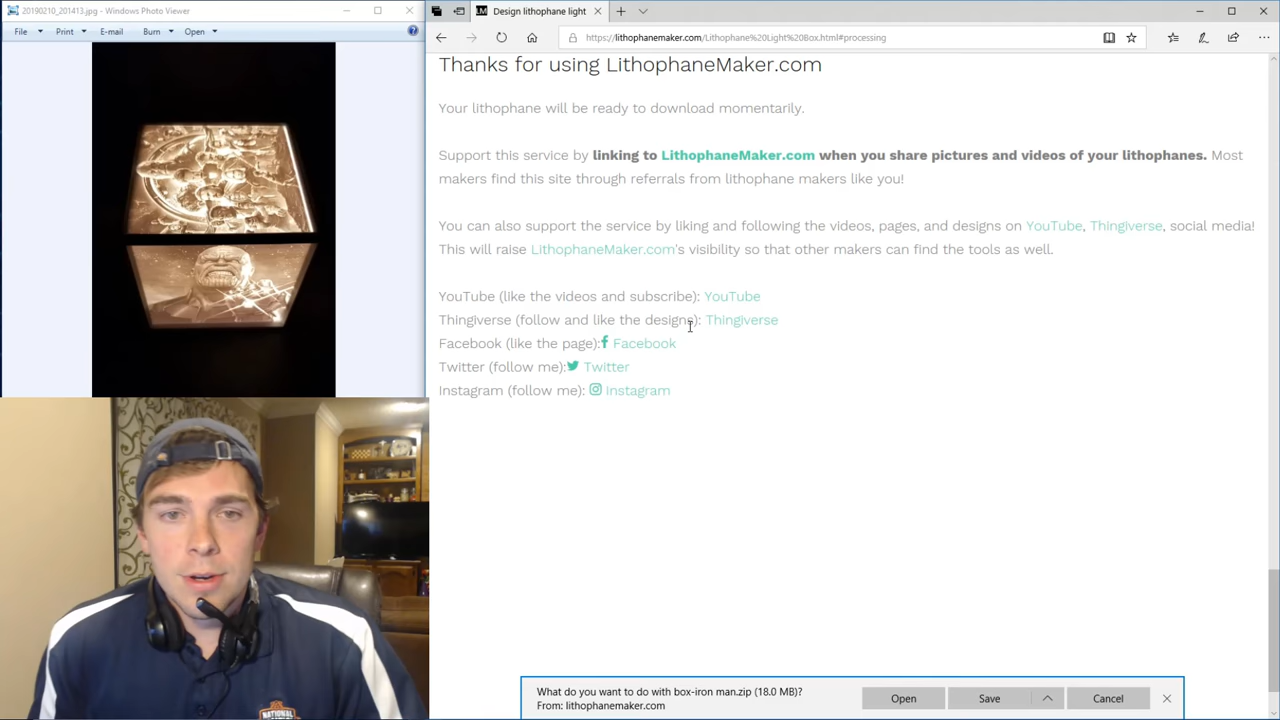 20190210_201413.jpg - Windows Photo Viewer
File Print E-mail Burn Open
Design lithophane light
https://lithophanemaker.com/Lithophane%20Light%20Box.html#processing
Thanks for using LithophaneMaker.com
Your lithophane will be ready to download momentarily.
Support this service by linking to LithophaneMaker.com when you share pictures and videos of your lithophanes. Most
makers find this site through referrals from lithophane makers like you!
You can also support the service by liking and following the videos, pages, and designs on YouTube, Thingiverse, social media!
This will raise LithophaneMaker.com's visibility so that other makers can find the tools as well.
YouTube (like the videos and subscribe): YouTube
Thingiverse (follow and like the designs): Thingiverse
Facebook (like the page): Facebook
Twitter (follow me): Twitter
Instagram (follow me): Instagram
What do you want to do with box-iron man.zip (18.0 MB)?
From: lithophanemaker.com
Open Save Cancel
NATIONAL